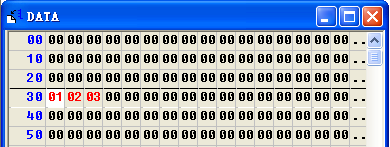 DATA
00 00 00 00 00 00 00 00 00 00 00 00 00 00 00 00 00 ..
10 00 00 00 00 00 00 00 00 00 00 00 00 00 00 00 00 ..
20 00 00 00 00 00 00 00 00 00 00 00 00 00 00 00 00 ..
30 01 02 03 00 00 00 00 00 00 00 00 00 00 00 00 00 ..
40 00 00 00 00 00 00 00 00 00 00 00 00 00 00 00 00 ..
50 00 00 00 00 00 00 00 00 00 00 00 00 00 00 00 00 ..